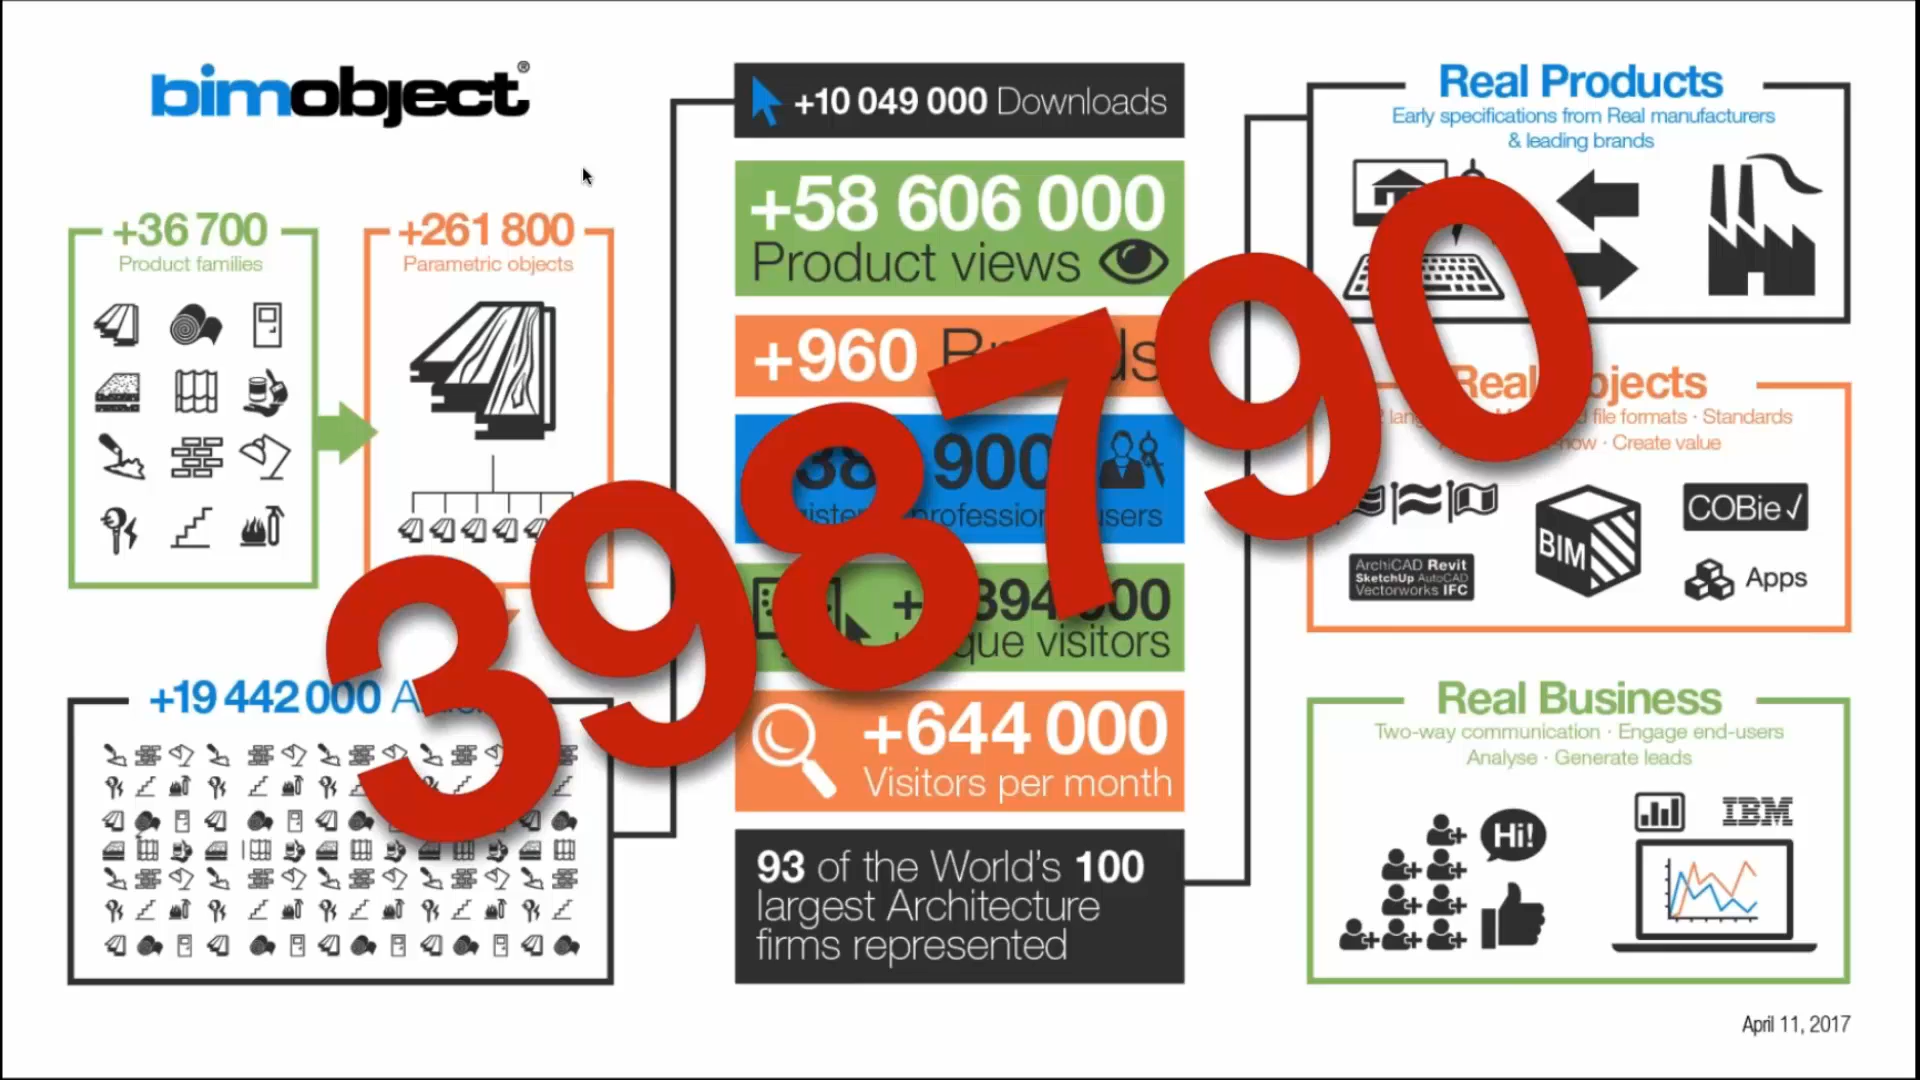 bimobject®
+36 700
Product families
+261 800
Parametric objects
+19 442 000
+10 049 000 Downloads
+58 606 000
Product views
+960
900
users
unique visitors
+644 000
Visitors per month
93 of the World's 100
largest Architecture
firms represented
398790
Real Products
Early specifications from Real manufacturers
& leading brands
Real
file formats · Standards
· Create value
BIM
COBie√
ArchiCAD Revit
SketchUp AutoCAD
Vectorworks IFC
Apps
Real Business
Two-way communication · Engage end-users
Analyse · Generate leads
Hi!
IBM
April 11, 2017